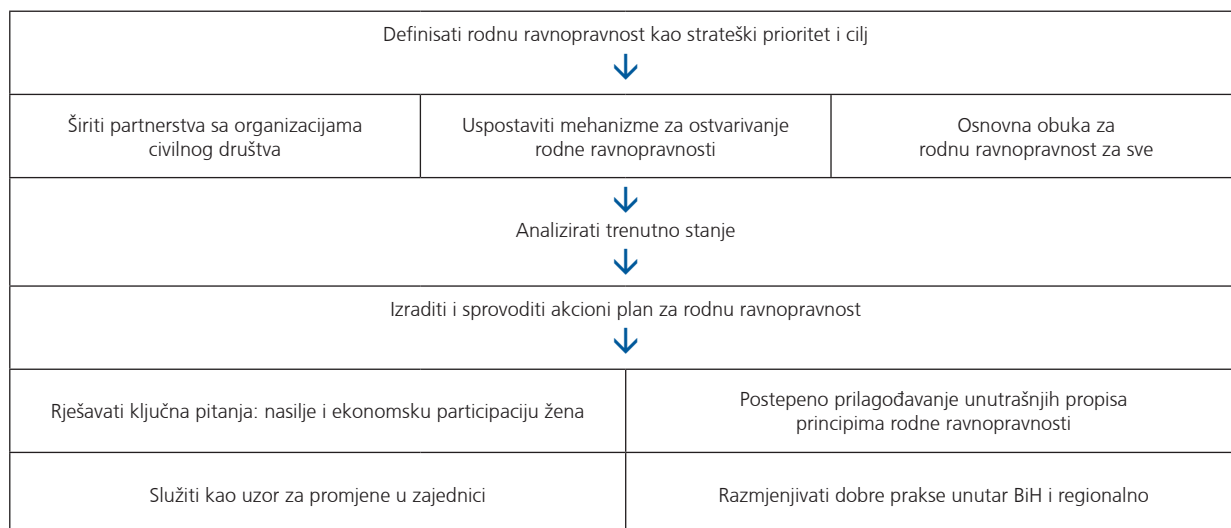 Definisati rodnu ravnopravnost kao strateški prioritet i cilj
Širiti partnerstva sa organizacijama
civilnog društva
Uspostaviti mehanizme za ostvarivanje
rodne ravnopravnosti
Osnovna obuka za
rodnu ravnopravnost za sve
Analizirati trenutno stanje
Izraditi i sprovoditi akcioni plan za rodnu ravnopravnost
Rješavati ključna pitanja: nasilje i ekonomsku participaciju žena
Postepeno prilagođavanje unutrašnjih propisa
principima rodne ravnopravnosti
Služiti kao uzor za promjene u zajednici
Razmjenjivati dobre prakse unutar BiH i regionalno